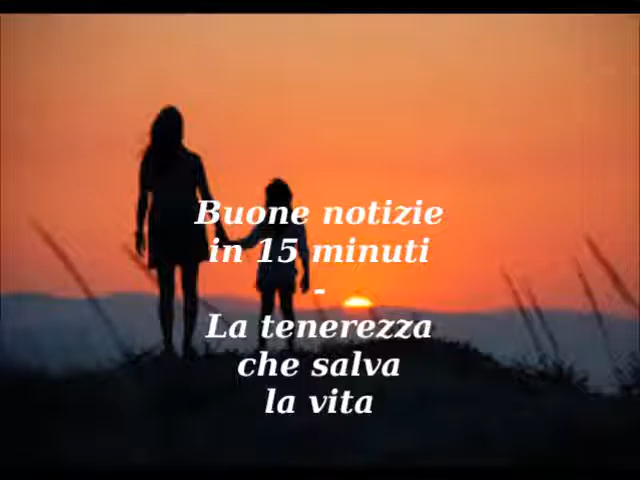 Buone notizie
in 15 minuti
-
La tenerezza
che salva
la vita